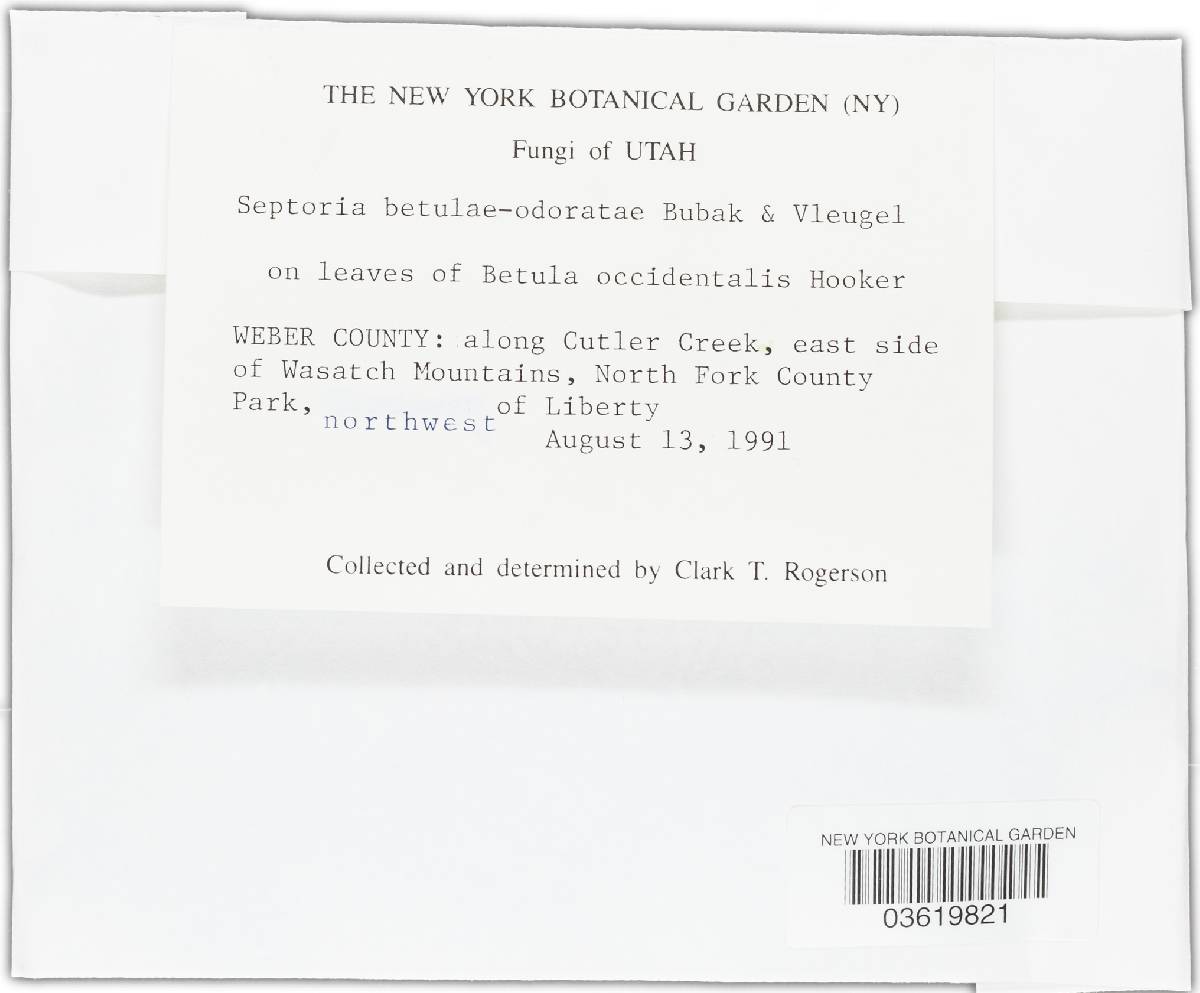 THE NEW YORK BOTANICAL GARDEN (NY)
Fungi of UTAH
Septoria betulae-odoratae Bubak & Vleugel
on leaves of Betula occidentalis Hooker
WEBER COUNTY: along Cutler Creek, east side
of Wasatch Mountains, North Fork County
Park, northwest of Liberty
August 13, 1991
Collected and determined by Clark T. Rogerson
NEW YORK BOTANICAL GARDEN
03619821